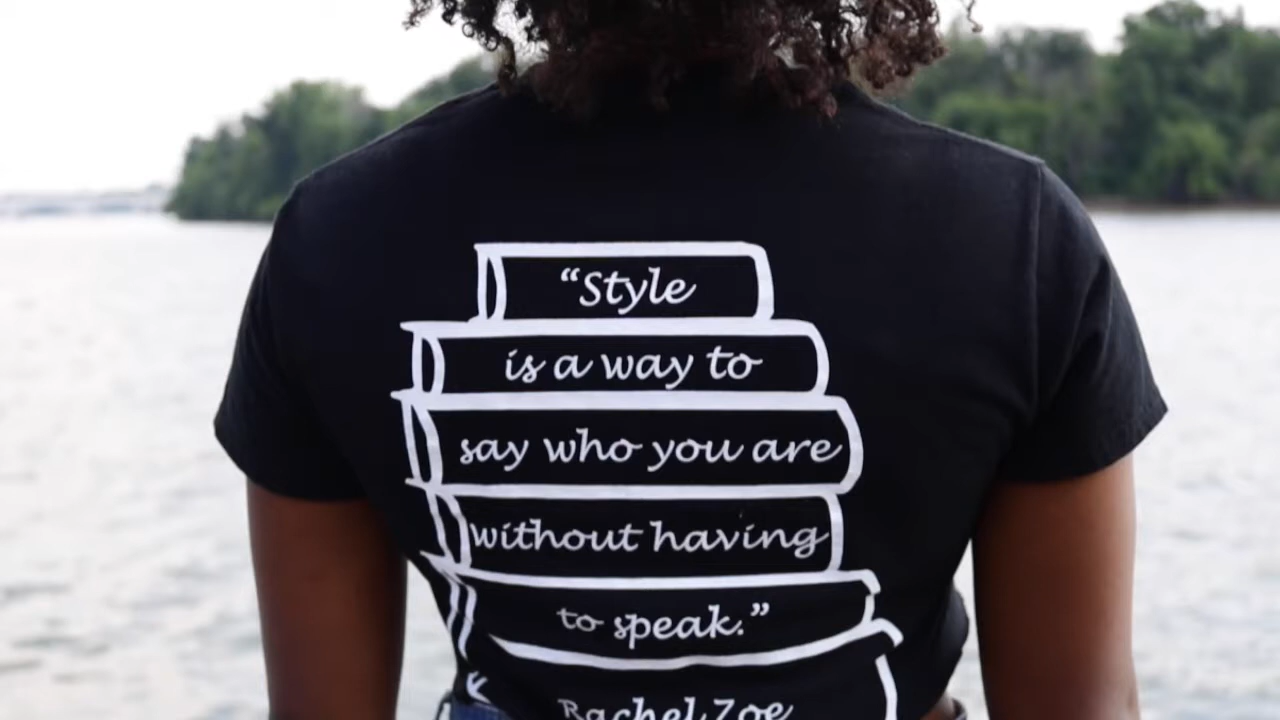 “Style
is a way to
say who you are
without having
to speak.”
Rachel Zoe